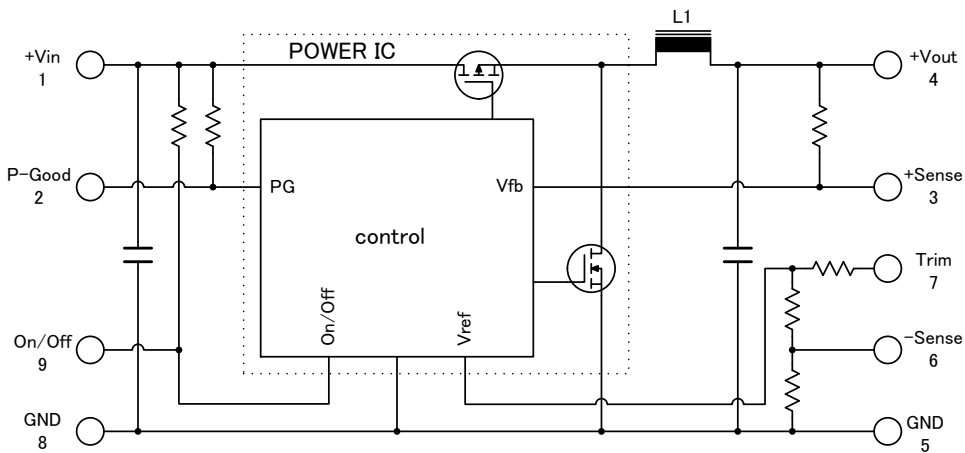 L1
POWER IC
+Vin
1
+Vout
4
P-Good
2
PG
Vfb
+Sense
3
control
Trim
7
On/Off
Vref
On/Off
9
-Sense
6
GND
8
GND
5